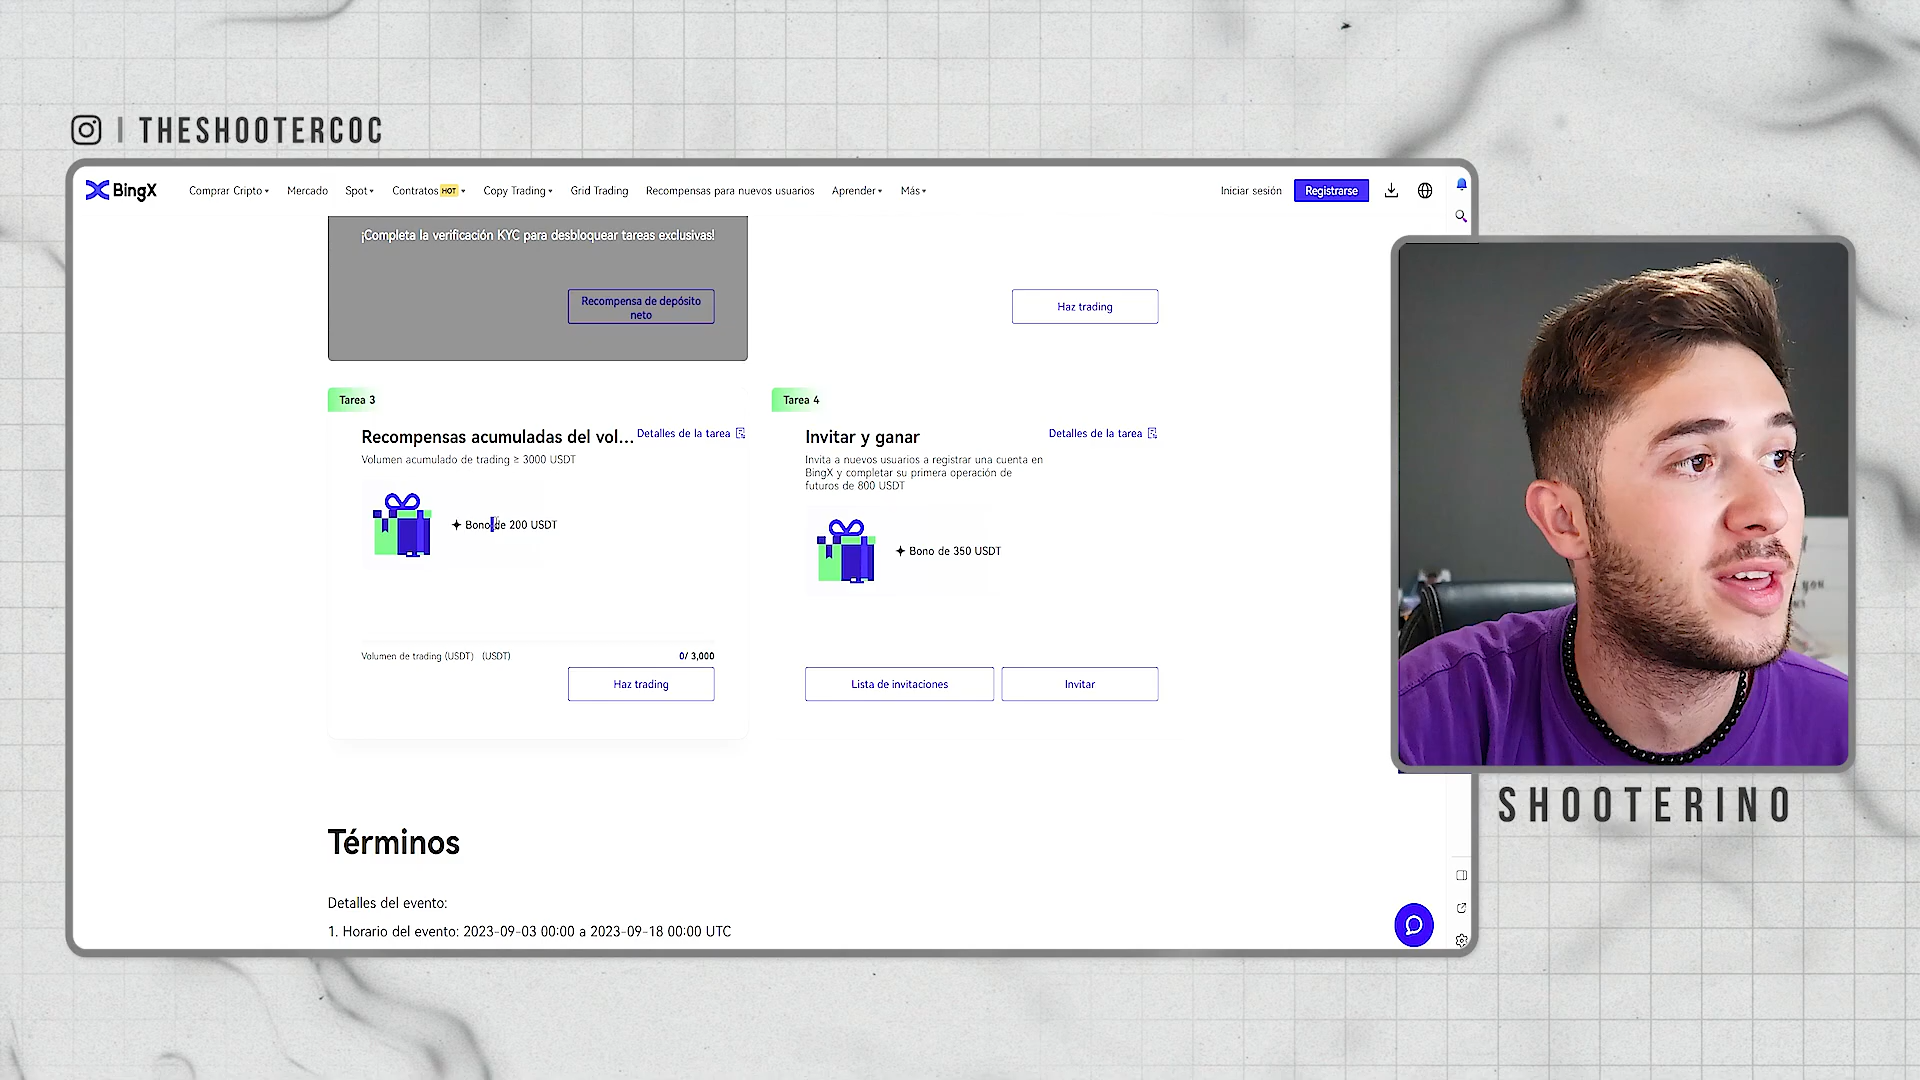 | THESHOOTERCOC
BingX
Comprar Cripto
Mercado
Spot
Contratos HOT
Copy Trading
Grid Trading
Recompensas para nuevos usuarios
Aprender
Más
Iniciar sesión
Registrarse
¡Completa la verificación KYC para desbloquear tareas exclusivas!
Recompensa de depósito
neto
Haz trading
Tarea 3
Recompensas acumuladas del vol...
Detalles de la tarea
Volumen acumulado de trading ≥ 3000 USDT
Bono de 200 USDT
Volumen de trading (USDT) (USDT)
0/ 3,000
Haz trading
Tarea 4
Invitar y ganar
Detalles de la tarea
Invita a nuevos usuarios a registrar una cuenta en
BingX y completar su primera operación de
futuros de 800 USDT
Bono de 350 USDT
Lista de invitaciones
Invitar
Términos
Detalles del evento:
1. Horario del evento: 2023-09-03 00:00 a 2023-09-18 00:00 UTC
you
SHOOTERINO